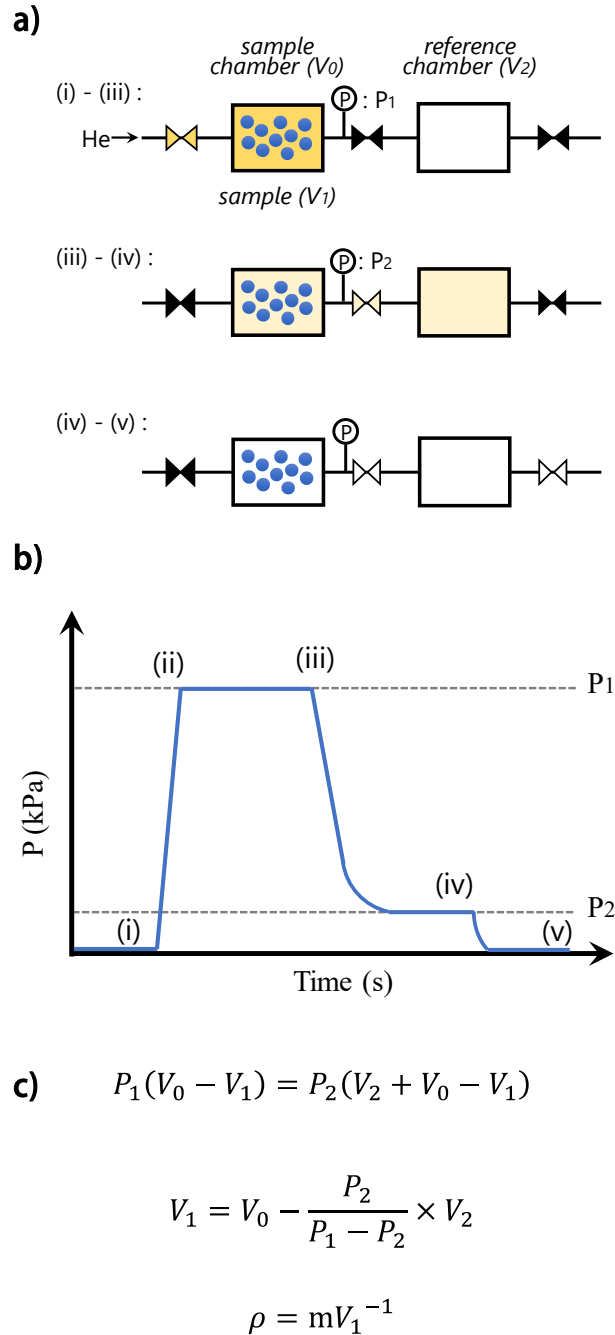 a)
sample chamber (V₀)
reference chamber (V₂)
(i) - (iii) :
P : P₁
He
sample (V₁)
(iii) - (iv) :
P : P₂
(iv) - (v) :
P
b)
(ii)
(iii)
P₁
P (kPa)
(iv)
P₂
(i)
(v)
Time (s)
c)
P₁(V₀ − V₁) = P₂(V₂ + V₀ − V₁)
V₁ = V₀ − P₂ / (P₁ − P₂) × V₂
ρ = mV₁⁻¹